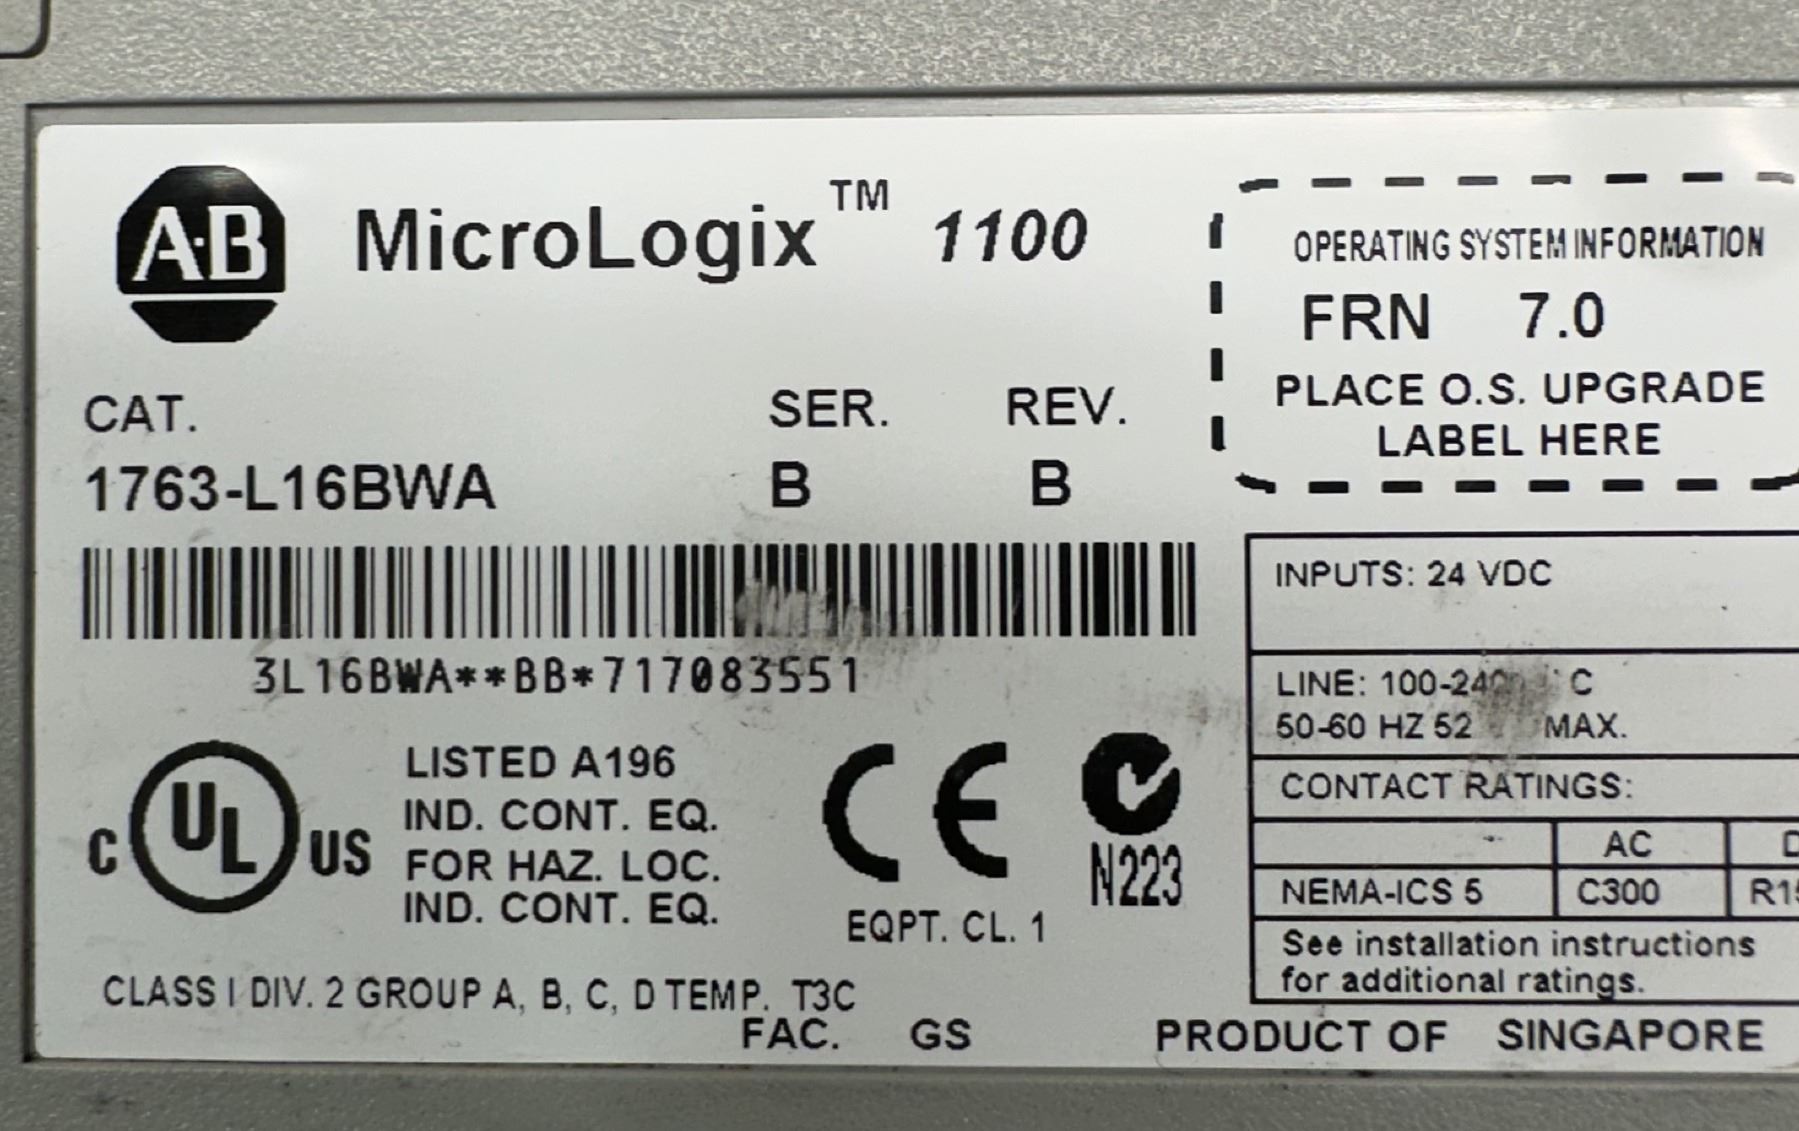 A·B MicroLogix™ 1100
OPERATING SYSTEM INFORMATION
FRN 7.0
PLACE O.S. UPGRADE
LABEL HERE
CAT. SER. REV.
1763-L16BWA B B
3L16BWA**BB*717083551
INPUTS: 24 VDC
LINE: 100-240 C
50-60 HZ 52 MAX.
CONTACT RATINGS:
AC
NEMA-ICS 5 C300
See installation instructions
for additional ratings.
C UL US
LISTED A196
IND. CONT. EQ.
FOR HAZ. LOC.
IND. CONT. EQ.
CE
EQPT. CL. 1
N223
CLASS I DIV. 2 GROUP A, B, C, D TEMP. T3C
FAC. GS PRODUCT OF SINGAPORE